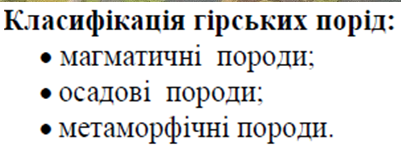 Класифікація гірських порід:
• магматичні породи;
• осадові породи;
• метаморфічні породи.